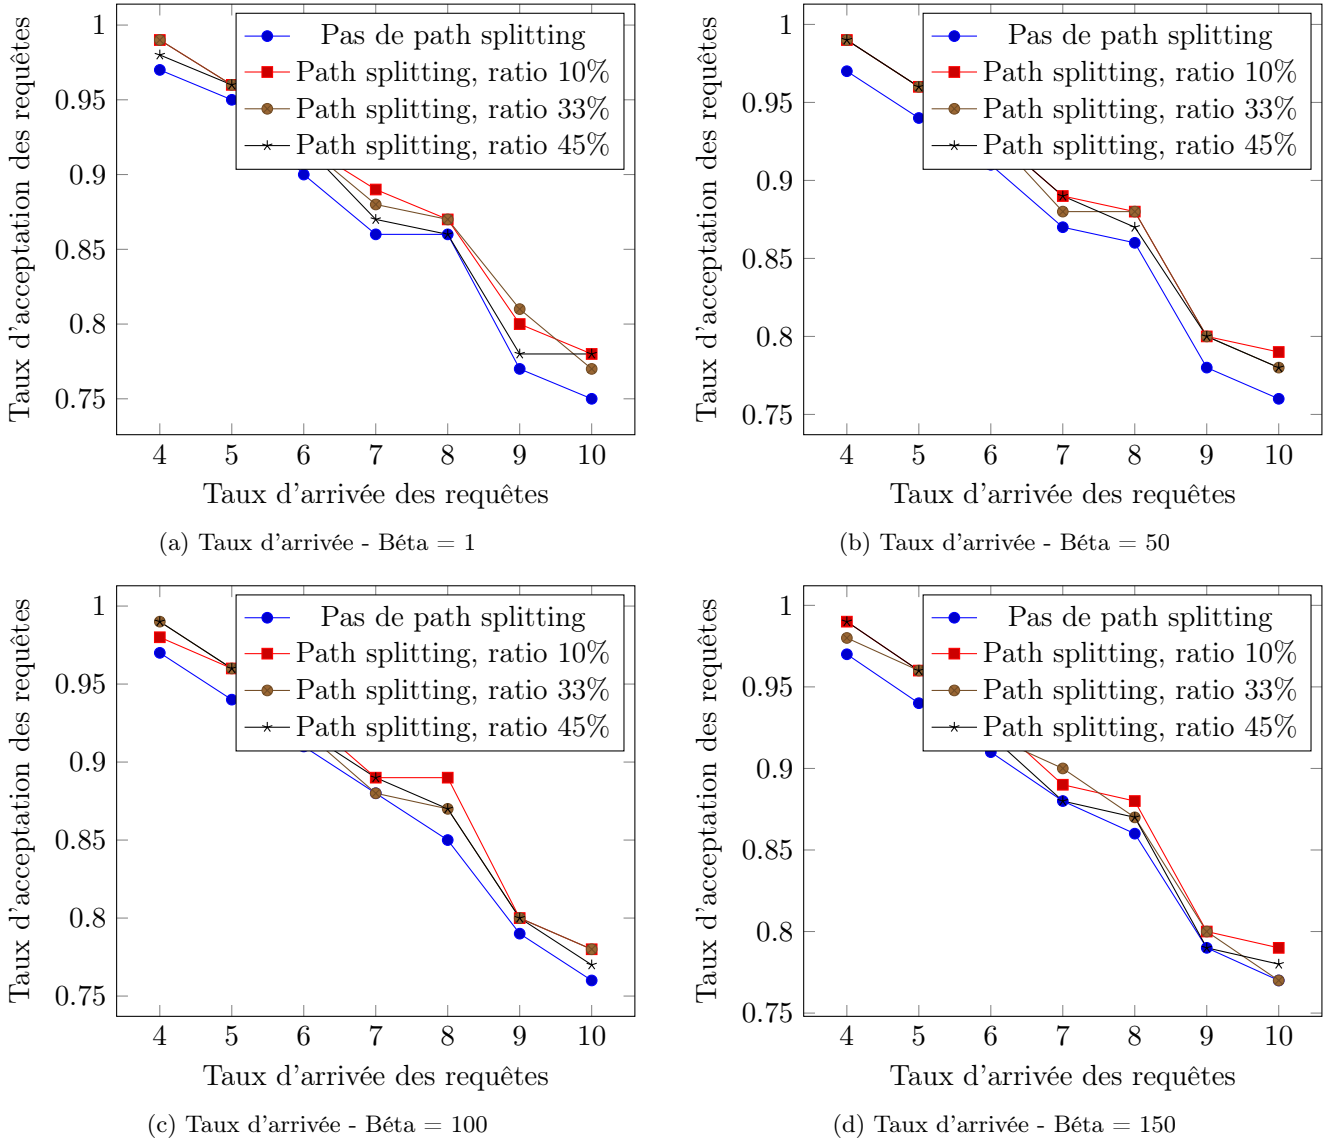 1
0.95
0.9
0.85
0.8
0.75
Taux d'acceptation des requêtes
Pas de path splitting
Path splitting, ratio 10%
Path splitting, ratio 33%
Path splitting, ratio 45%
4 5 6 7 8 9 10
Taux d'arrivée des requêtes
(a) Taux d'arrivée - Béta = 1
1
0.95
0.9
0.85
0.8
0.75
Taux d'acceptation des requêtes
Pas de path splitting
Path splitting, ratio 10%
Path splitting, ratio 33%
Path splitting, ratio 45%
4 5 6 7 8 9 10
Taux d'arrivée des requêtes
(b) Taux d'arrivée - Béta = 50
1
0.95
0.9
0.85
0.8
0.75
Taux d'acceptation des requêtes
Pas de path splitting
Path splitting, ratio 10%
Path splitting, ratio 33%
Path splitting, ratio 45%
4 5 6 7 8 9 10
Taux d'arrivée des requêtes
(c) Taux d'arrivée - Béta = 100
1
0.95
0.9
0.85
0.8
0.75
Taux d'acceptation des requêtes
Pas de path splitting
Path splitting, ratio 10%
Path splitting, ratio 33%
Path splitting, ratio 45%
4 5 6 7 8 9 10
Taux d'arrivée des requêtes
(d) Taux d'arrivée - Béta = 150